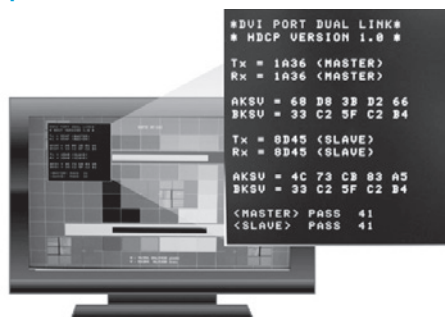 *DVI PORT DUAL LINK*
* HDCP VERSION 1.0 *
Tx = 1A36 <MASTER>
Rx = 1A36 <MASTER>
AKSV = 68 D8 3B D2 66
BKSV = 33 C2 5F C2 B4
Tx = 8D45 <SLAVE>
Rx = 8D45 <SLAVE>
AKSV = 4C 73 CB 83 A5
BKSV = 33 C2 5F C2 B4
<MASTER> PASS 41
<SLAVE> PASS 41